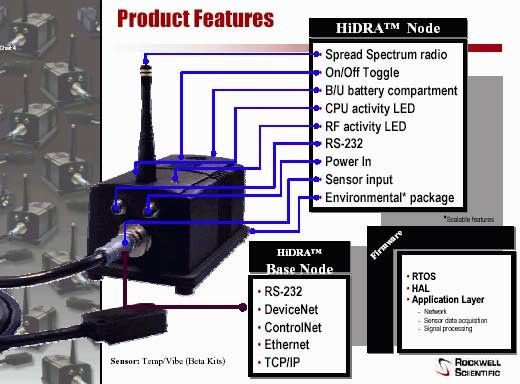 Product Features
Chart 4
HiDRA™ Node
• Spread Spectrum radio
• On/Off Toggle
• B/U battery compartment
• CPU activity LED
• RF activity LED
• RS-232
• Power In
• Sensor input
• Environmental* package
*Scalable features
HiDRA™
Base Node
• RS-232
• DeviceNet
• ControlNet
• Ethernet
• TCP/IP
Firmware
• RTOS
• HAL
• Application Layer
- Network
- Sensor data acquisition
- Signal processing
Sensor: Temp/Vibe (Beta Kits)
ROCKWELL
SCIENTIFIC